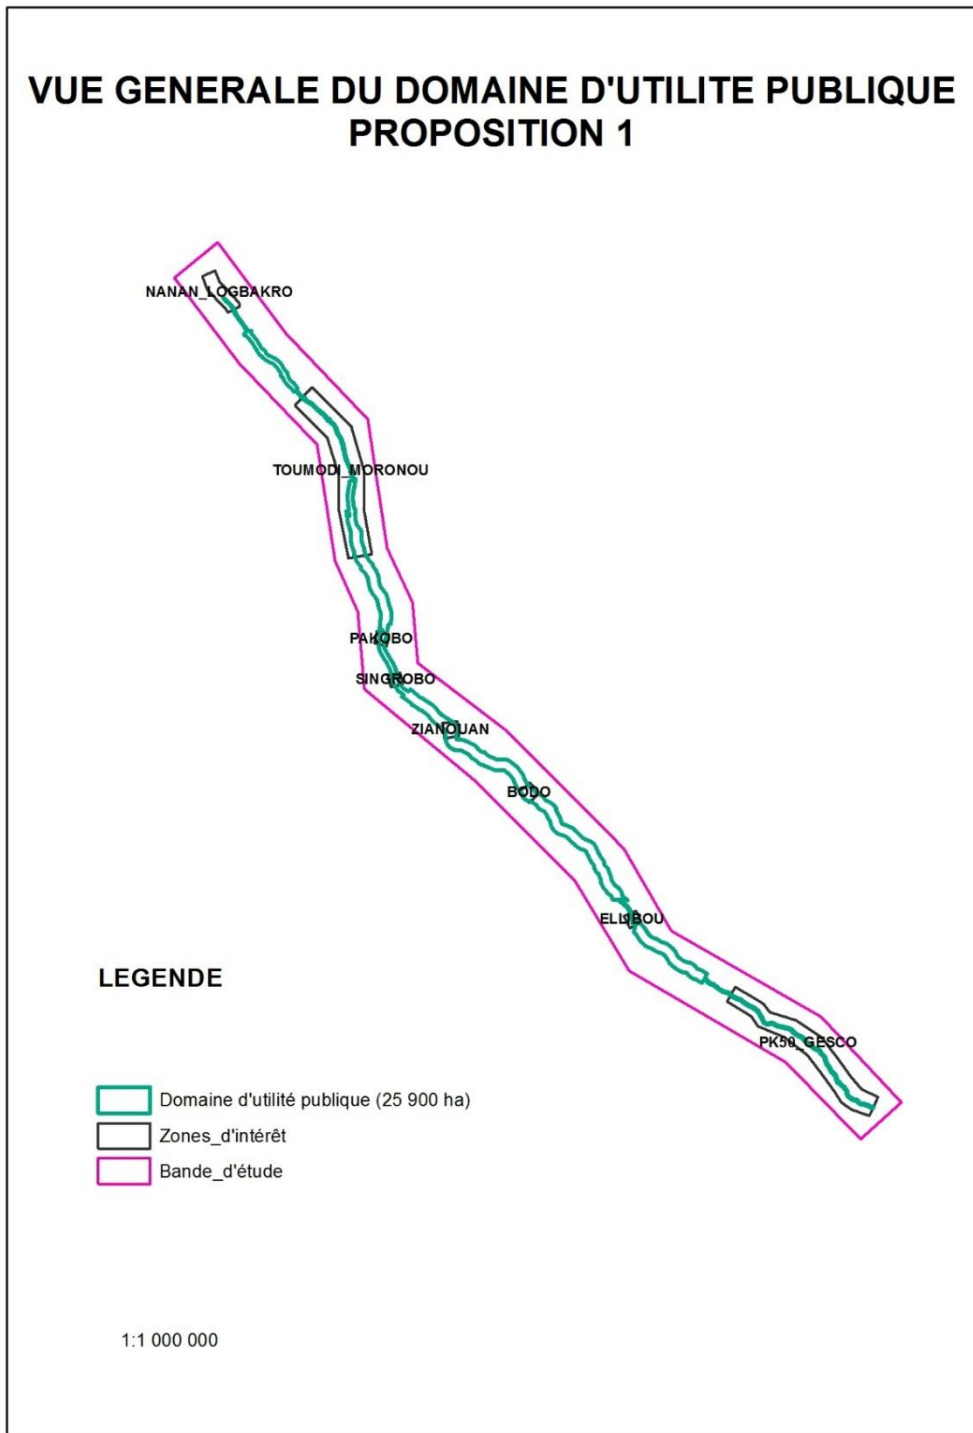 VUE GENERALE DU DOMAINE D'UTILITE PUBLIQUE
PROPOSITION 1
NANAN_LOGBAKRO
TOUMODI_MORONOU
PAKOBO
SINGROBO
ZIANOUAN
BODO
ELLIBOU
PK50_GESCO
LEGENDE
Domaine d'utilité publique (25 900 ha)
Zones_d'intérêt
Bande_d'étude
1:1 000 000